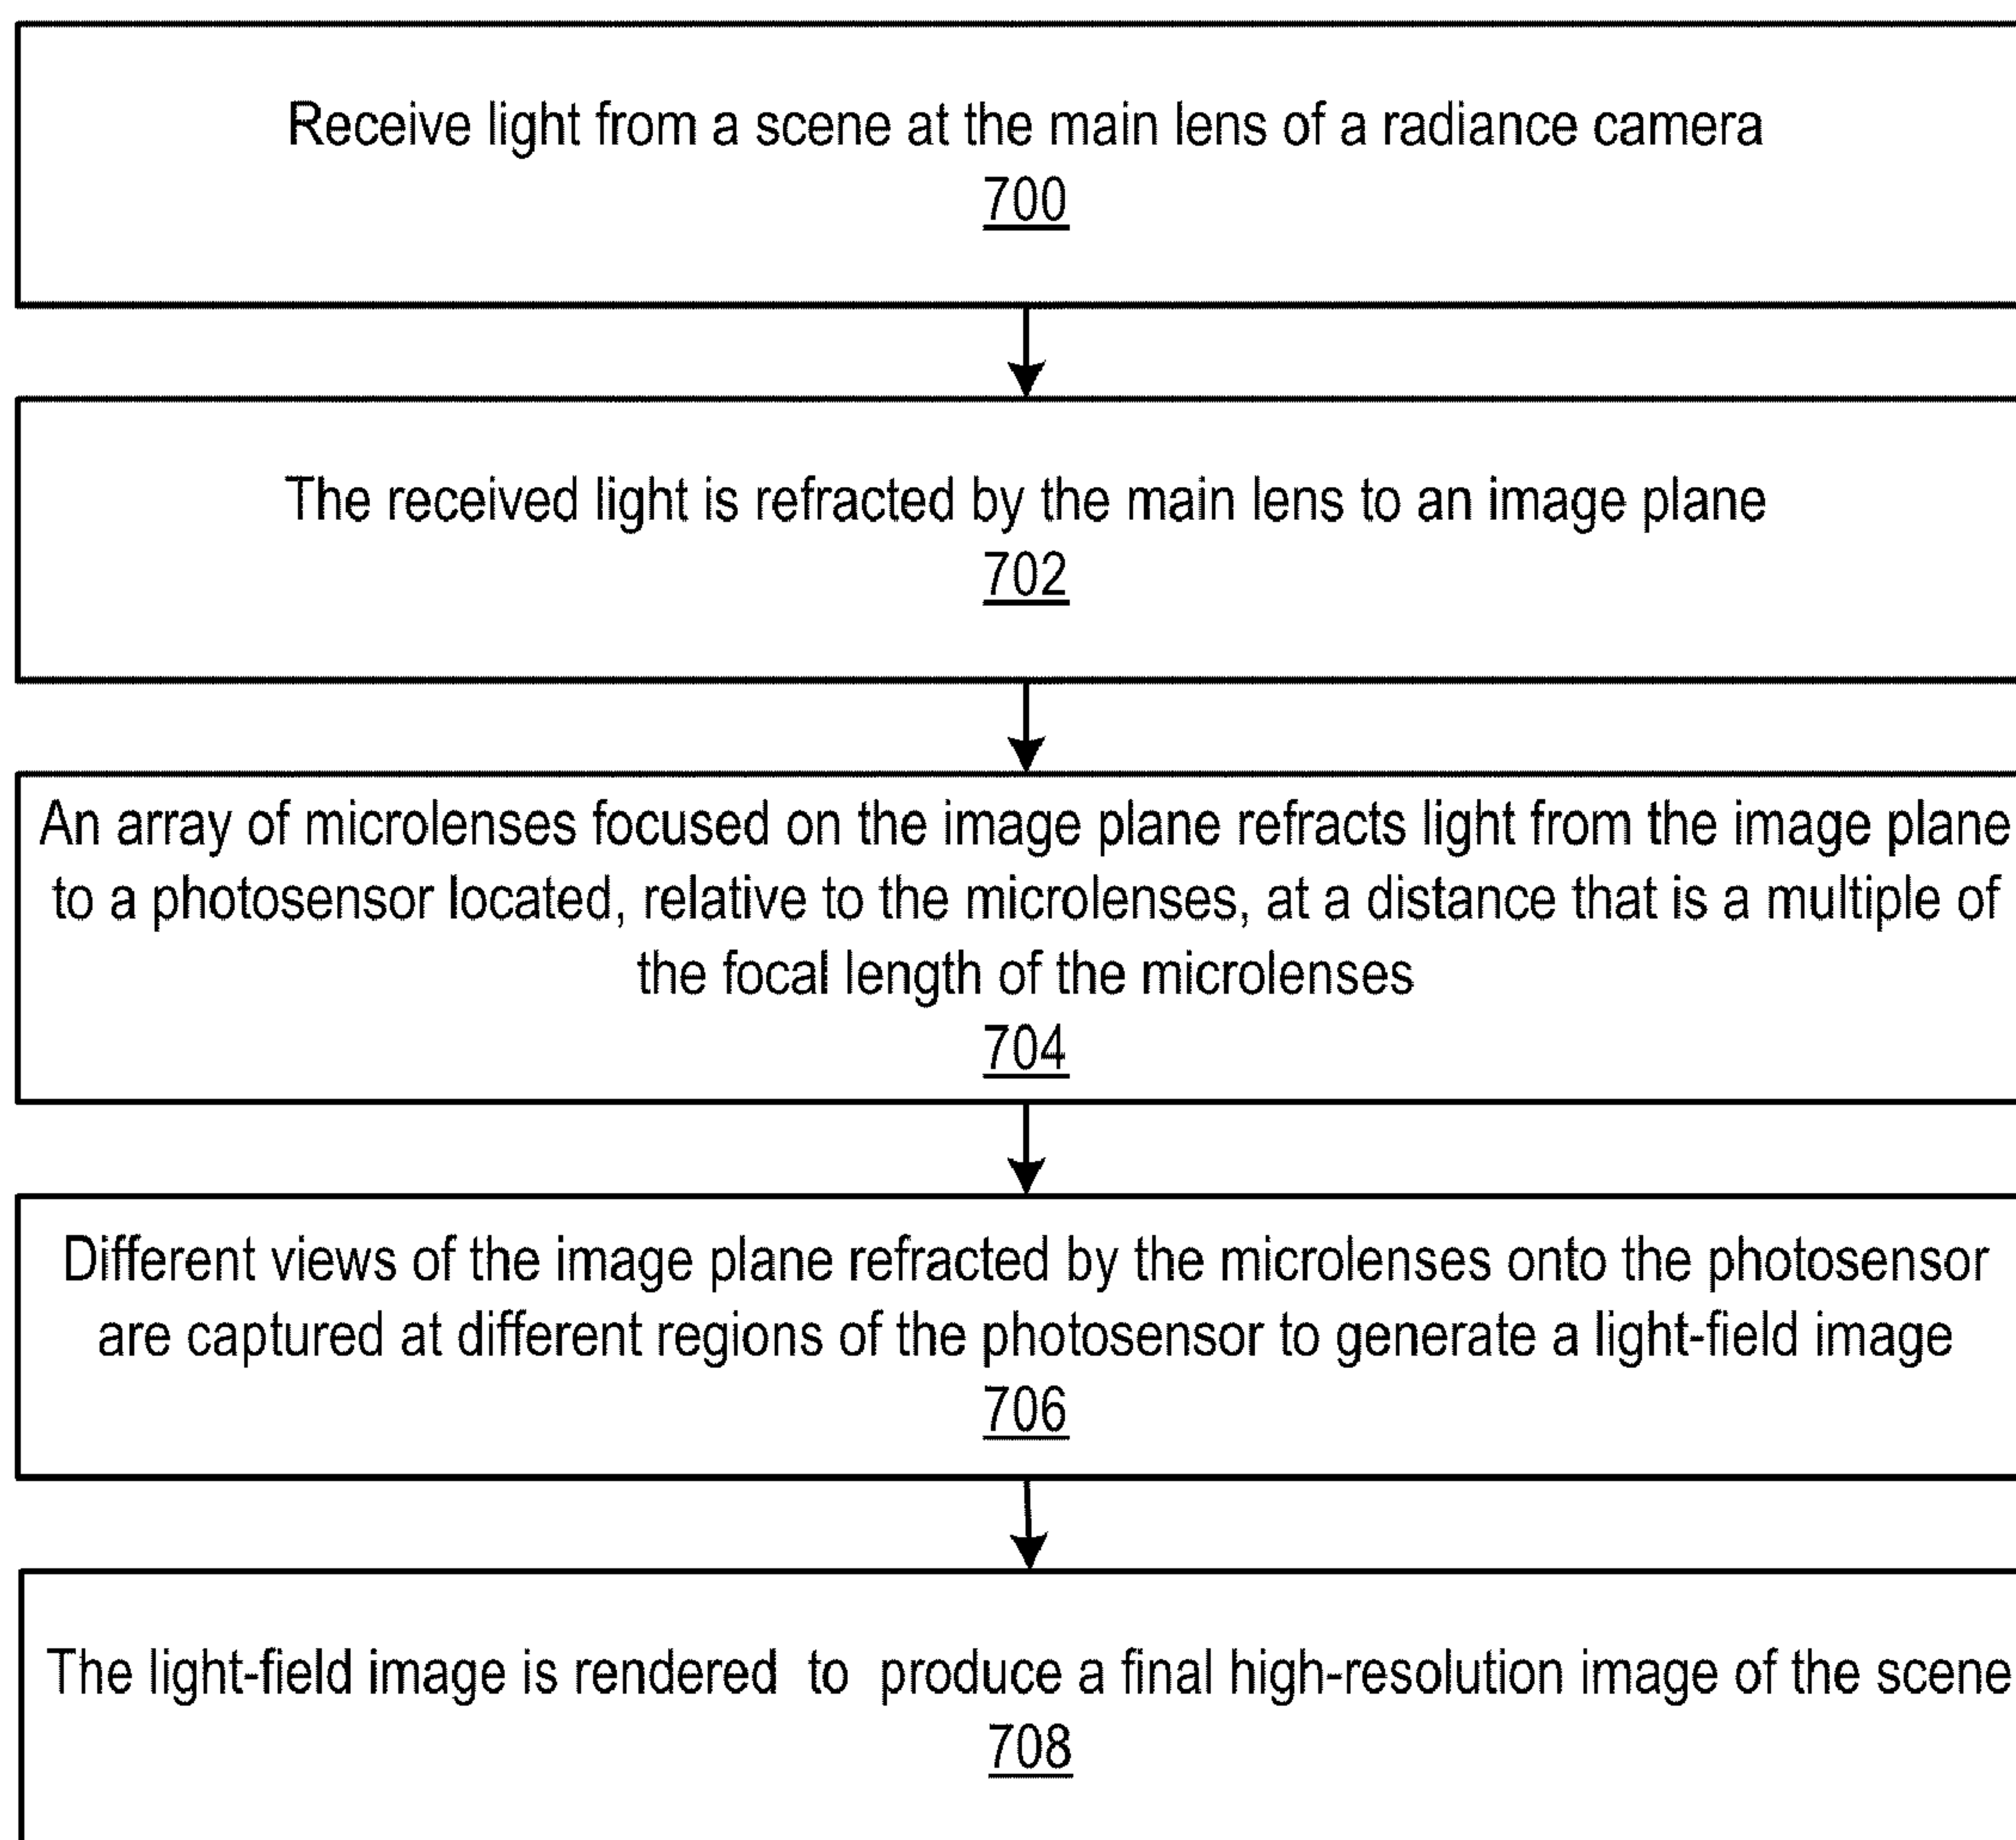 Receive light from a scene at the main lens of a radiance camera
700
The received light is refracted by the main lens to an image plane
702
An array of microlenses focused on the image plane refracts light from the image plane
to a photosensor located, relative to the microlenses, at a distance that is a multiple of
the focal length of the microlenses
704
Different views of the image plane refracted by the microlenses onto the photosensor
are captured at different regions of the photosensor to generate a light-field image
706
The light-field image is rendered to produce a final high-resolution image of the scene
708